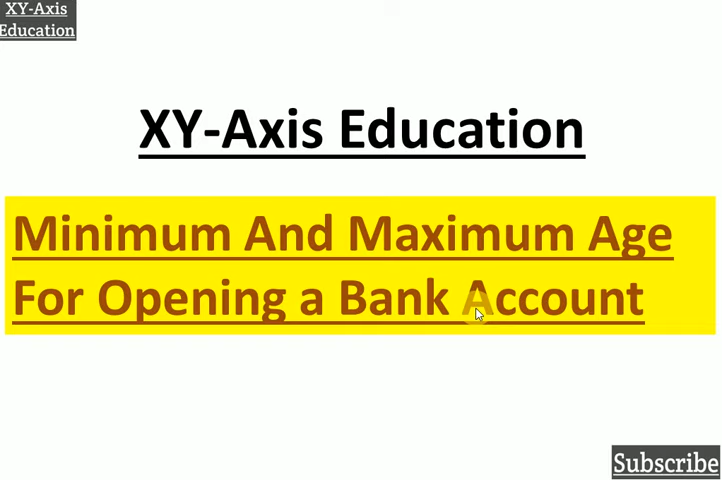 XY-Axis
Education
XY-Axis Education
Minimum And Maximum Age
For Opening a Bank Account
Subscribe